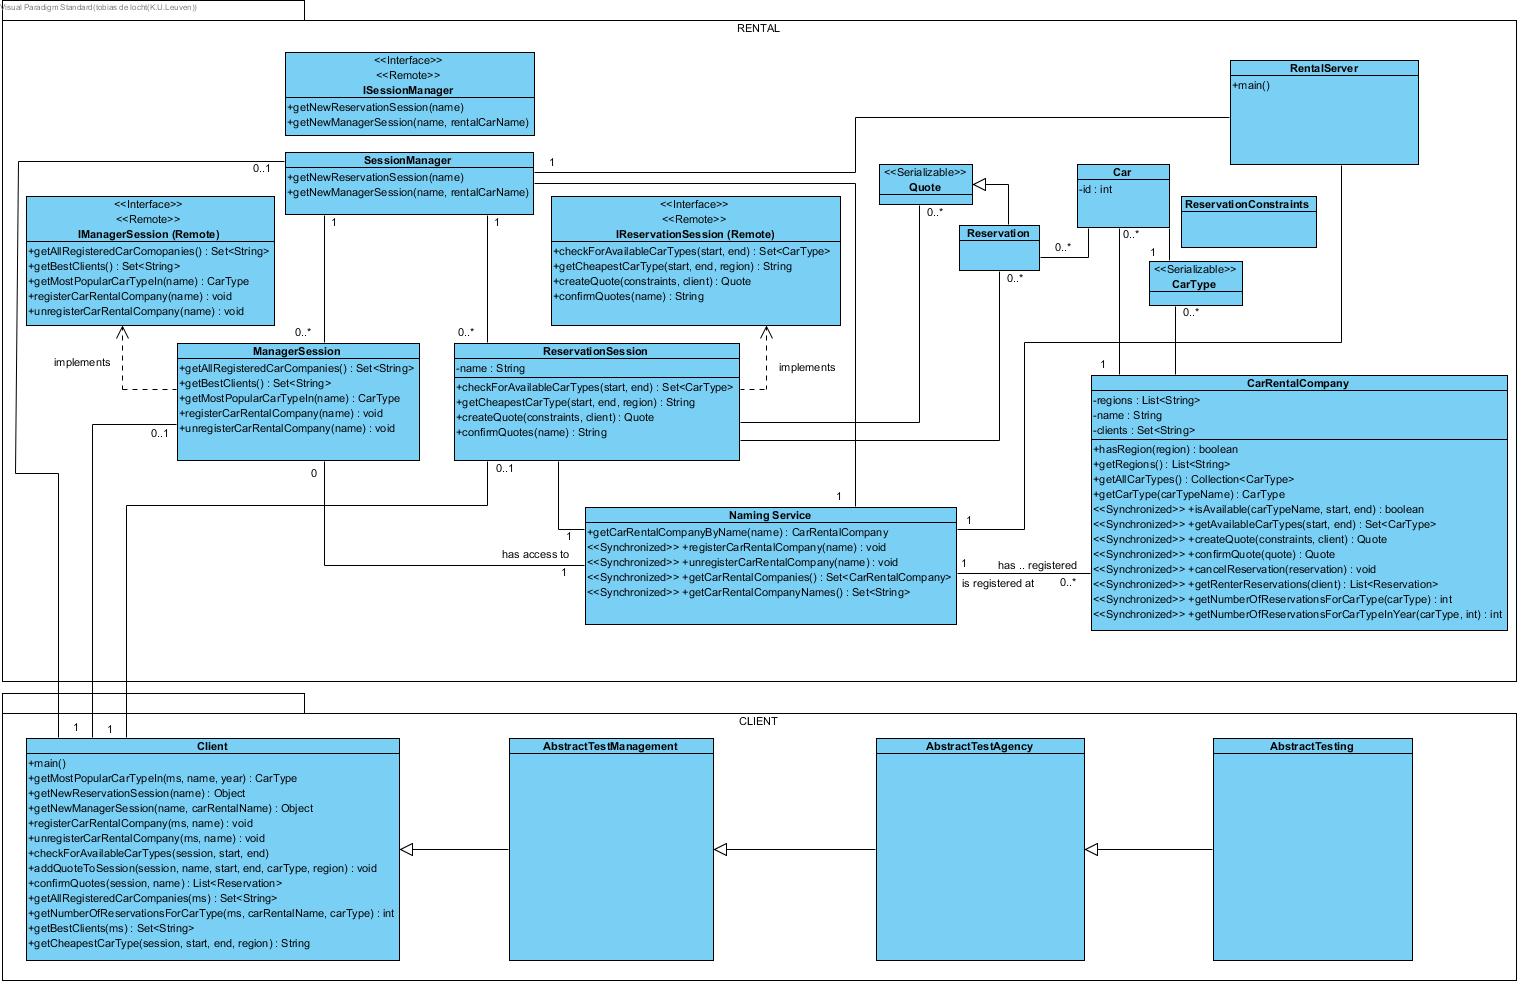 Visual Paradigm Standard(tobias de locht(K.U.Leuven))
RENTAL
<<Interface>>
<<Remote>>
ISessionManager
+getNewReservationSession(name)
+getNewManagerSession(name, rentalCarName)
RentalServer
+main()
SessionManager
+getNewReservationSession(name)
+getNewManagerSession(name, rentalCarName)
0..1
1
<<Serializable>>
Quote
0..*
Car
-id : int
ReservationConstraints
Reservation
0..*
0..*
0..*
1
<<Serializable>>
CarType
0..*
<<Interface>>
<<Remote>>
IManagerSession (Remote)
+getAllRegisteredCarComopanies() : Set<String>
+getBestClients() : Set<String>
+getMostPopularCarTypeIn(name) : CarType
+registerCarRentalCompany(name) : void
+unregisterCarRentalCompany(name) : void
1
1
<<Interface>>
<<Remote>>
IReservationSession (Remote)
+checkForAvailableCarTypes(start, end) : Set<CarType>
+getCheapestCarType(start, end, region) : String
+createQuote(constraints, client) : Quote
+confirmQuotes(name) : String
0..*
0..*
implements
implements
ManagerSession
+getAllRegisteredCarCompanies() : Set<String>
+getBestClients() : Set<String>
+getMostPopularCarTypeIn(name) : CarType
+registerCarRentalCompany(name) : void
+unregisterCarRentalCompany(name) : void
0..1
0
ReservationSession
-name : String
+checkForAvailableCarTypes(start, end) : Set<CarType>
+getCheapestCarType(start, end, region) : String
+createQuote(constraints, client) : Quote
+confirmQuotes(name) : String
0..1
1
CarRentalCompany
-regions : List<String>
-name : String
-clients : Set<String>
+hasRegion(region) : boolean
+getRegions() : List<String>
+getAllCarTypes() : Collection<CarType>
+getCarType(carTypeName) : CarType
<<Synchronized>> +isAvailable(carTypeName, start, end) : boolean
<<Synchronized>> +getAvailableCarTypes(start, end) : Set<CarType>
<<Synchronized>> +createQuote(constraints, client) : Quote
<<Synchronized>> +confirmQuote(quote) : Quote
<<Synchronized>> +cancelReservation(reservation) : void
<<Synchronized>> +getRenterReservations(client) : List<Reservation>
<<Synchronized>> +getNumberOfReservationsForCarType(carType) : int
<<Synchronized>> +getNumberOfReservationsForCarTypeInYear(carType, int) : int
1
Naming Service
+getCarRentalCompanyByName(name) : CarRentalCompany
<<Synchronized>> +registerCarRentalCompany(name) : void
<<Synchronized>> +unregisterCarRentalCompany(name) : void
<<Synchronized>> +getCarRentalCompanies() : Set<CarRentalCompany>
<<Synchronized>> +getCarRentalCompanyNames() : Set<String>
1
1
has access to
1
1
has .. registered
is registered at
0..*
CLIENT
1
1
Client
+main()
+getMostPopularCarTypeIn(ms, name, year) : CarType
+getNewReservationSession(name) : Object
+getNewManagerSession(name, carRentalName) : Object
+registerCarRentalCompany(ms, name) : void
+unregisterCarRentalCompany(ms, name) : void
+checkForAvailableCarTypes(session, start, end)
+addQuoteToSession(session, name, start, end, carType, region) : void
+confirmQuotes(session, name) : List<Reservation>
+getAllRegisteredCarCompanies(ms) : Set<String>
+getNumberOfReservationsForCarType(ms, carRentalName, carType) : int
+getBestClients(ms) : Set<String>
+getCheapestCarType(session, start, end, region) : String
AbstractTestManagement
AbstractTestAgency
AbstractTesting